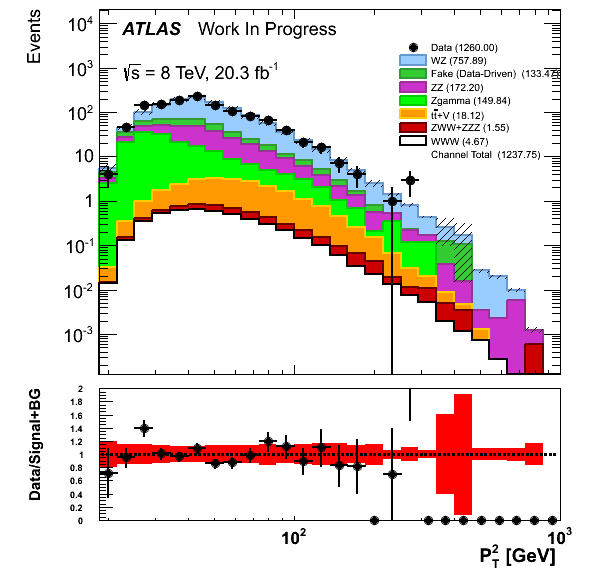 ATLAS Work In Progress
√s = 8 TeV, 20.3 fb⁻¹
Data (1260.00)
WZ (757.89)
Fake (Data-Driven) (133.47
ZZ (172.20)
Zgamma (149.84)
tt̄+V (18.12)
ZWW+ZZZ (1.55)
WWW (4.67)
Channel Total (1237.75)
Events
10⁴
10³
10²
10
1
10⁻¹
10⁻²
10⁻³
Data/Signal+BG
2
1.8
1.6
1.4
1.2
1
0.8
0.6
0.4
0.2
0
10²
10³
P²_T [GeV]